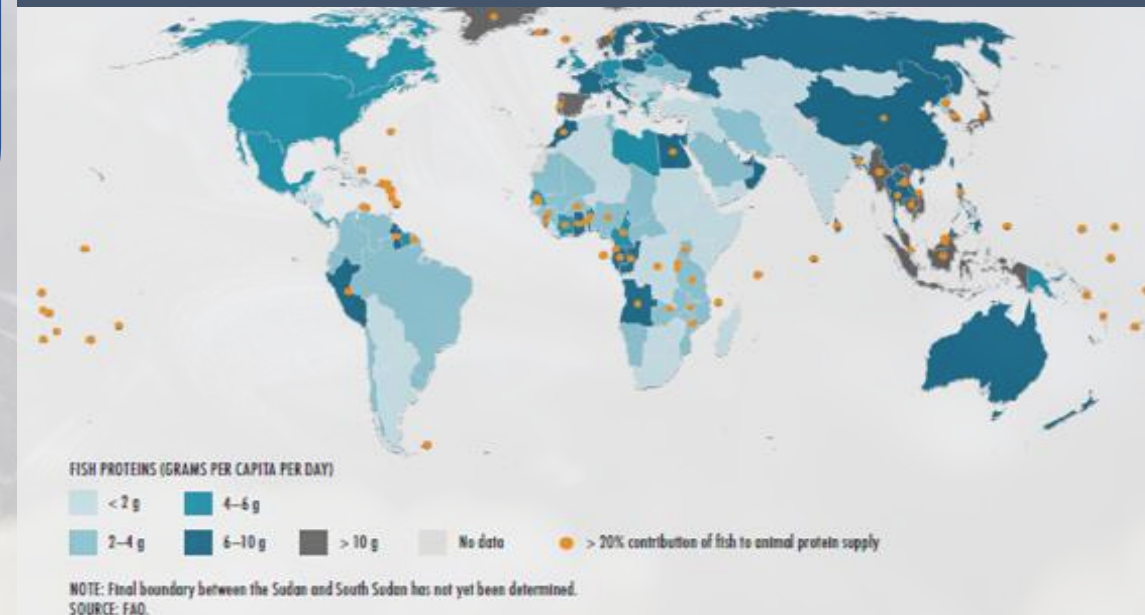 FISH PROTEINS (GRAMS PER CAPITA PER DAY)
< 2 g
4–6 g
2–4 g
6–10 g
> 10 g
No data
> 20% contribution of fish to animal protein supply
NOTE: Final boundary between the Sudan and South Sudan has not yet been determined.
SOURCE: FAO.